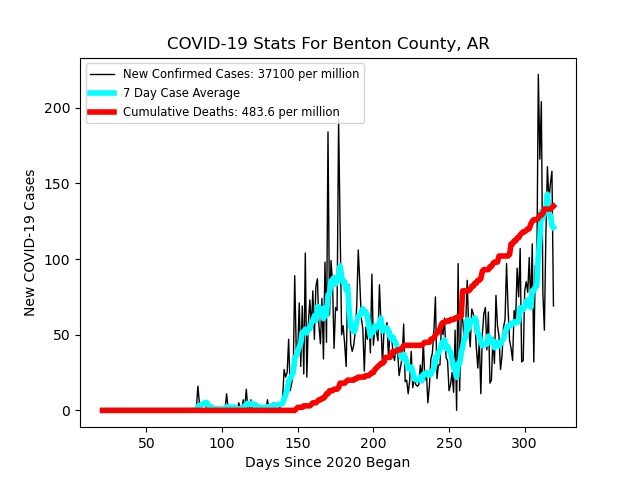 COVID-19 Stats For Benton County, AR
New Confirmed Cases: 37100 per million
7 Day Case Average
Cumulative Deaths: 483.6 per million
New COVID-19 Cases
200
150
100
50
0
50 100 150 200 250 300
Days Since 2020 Began